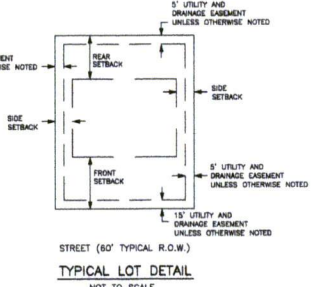 5' UTILITY AND
DRAINAGE EASEMENT
UNLESS OTHERWISE NOTED
ENT
ISE NOTED
REAR
SETBACK
SIDE
SETBACK
SIDE
SETBACK
FRONT
SETBACK
5' UTILITY AND
DRAINAGE EASEMENT
UNLESS OTHERWISE NOTED
15' UTILITY AND
DRAINAGE EASEMENT
UNLESS OTHERWISE NOTED
STREET (60' TYPICAL R.O.W.)
TYPICAL LOT DETAIL
NOT TO SCALE